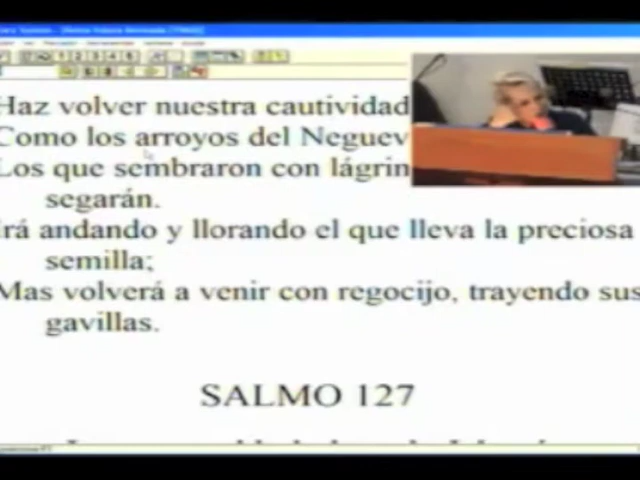 Haz volver nuestra cautividad
Como los arroyos del Neguev
Los que sembraron con
segarán.
Irá andando y llorando el que lleva la preciosa
semilla;
Mas volverá a venir con regocijo, trayendo sus
gavillas.
SALMO 127